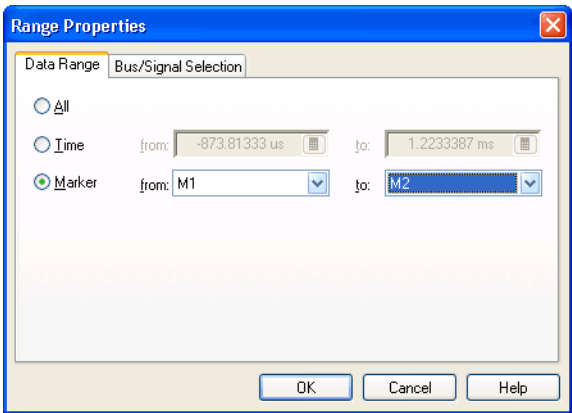 Range Properties
Data Range Bus/Signal Selection
All
Time from: -873.81333 us to: 1.2233387 ms
Marker from: M1 to: M2
OK Cancel Help